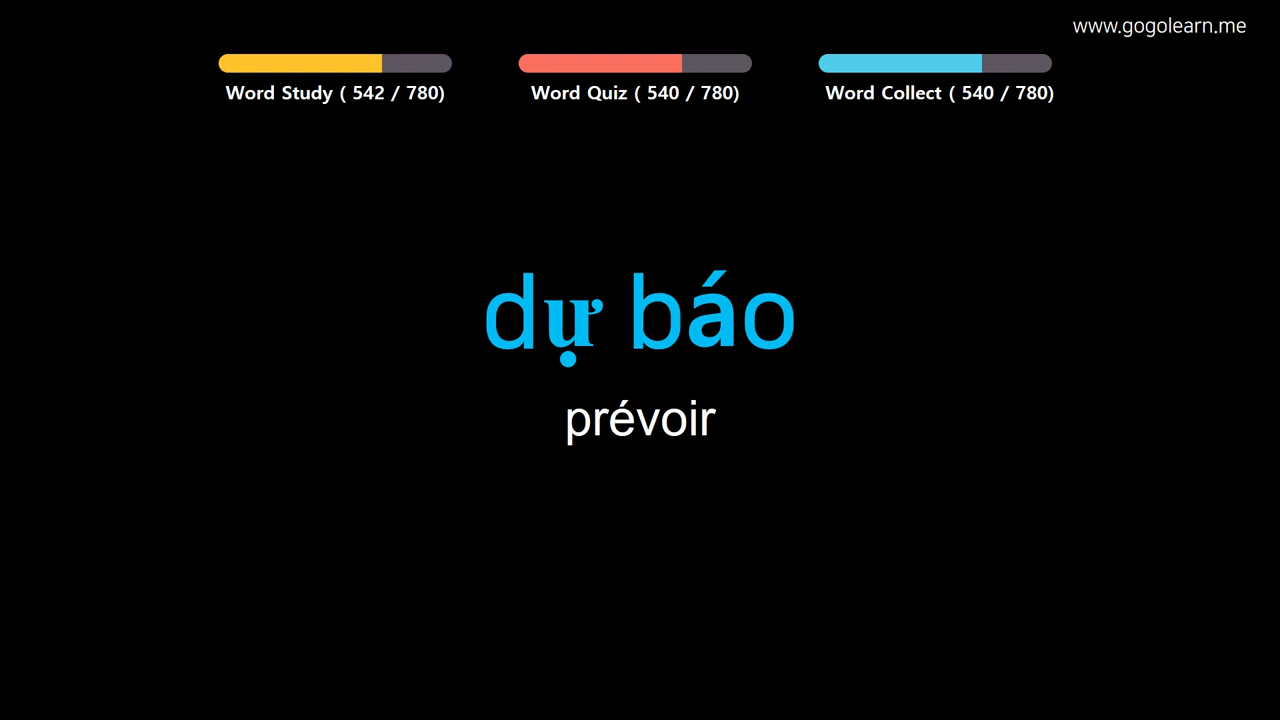 www.gogolearn.me
Word Study ( 542 / 780)
Word Quiz ( 540 / 780)
Word Collect ( 540 / 780)
dự báo
prévoir